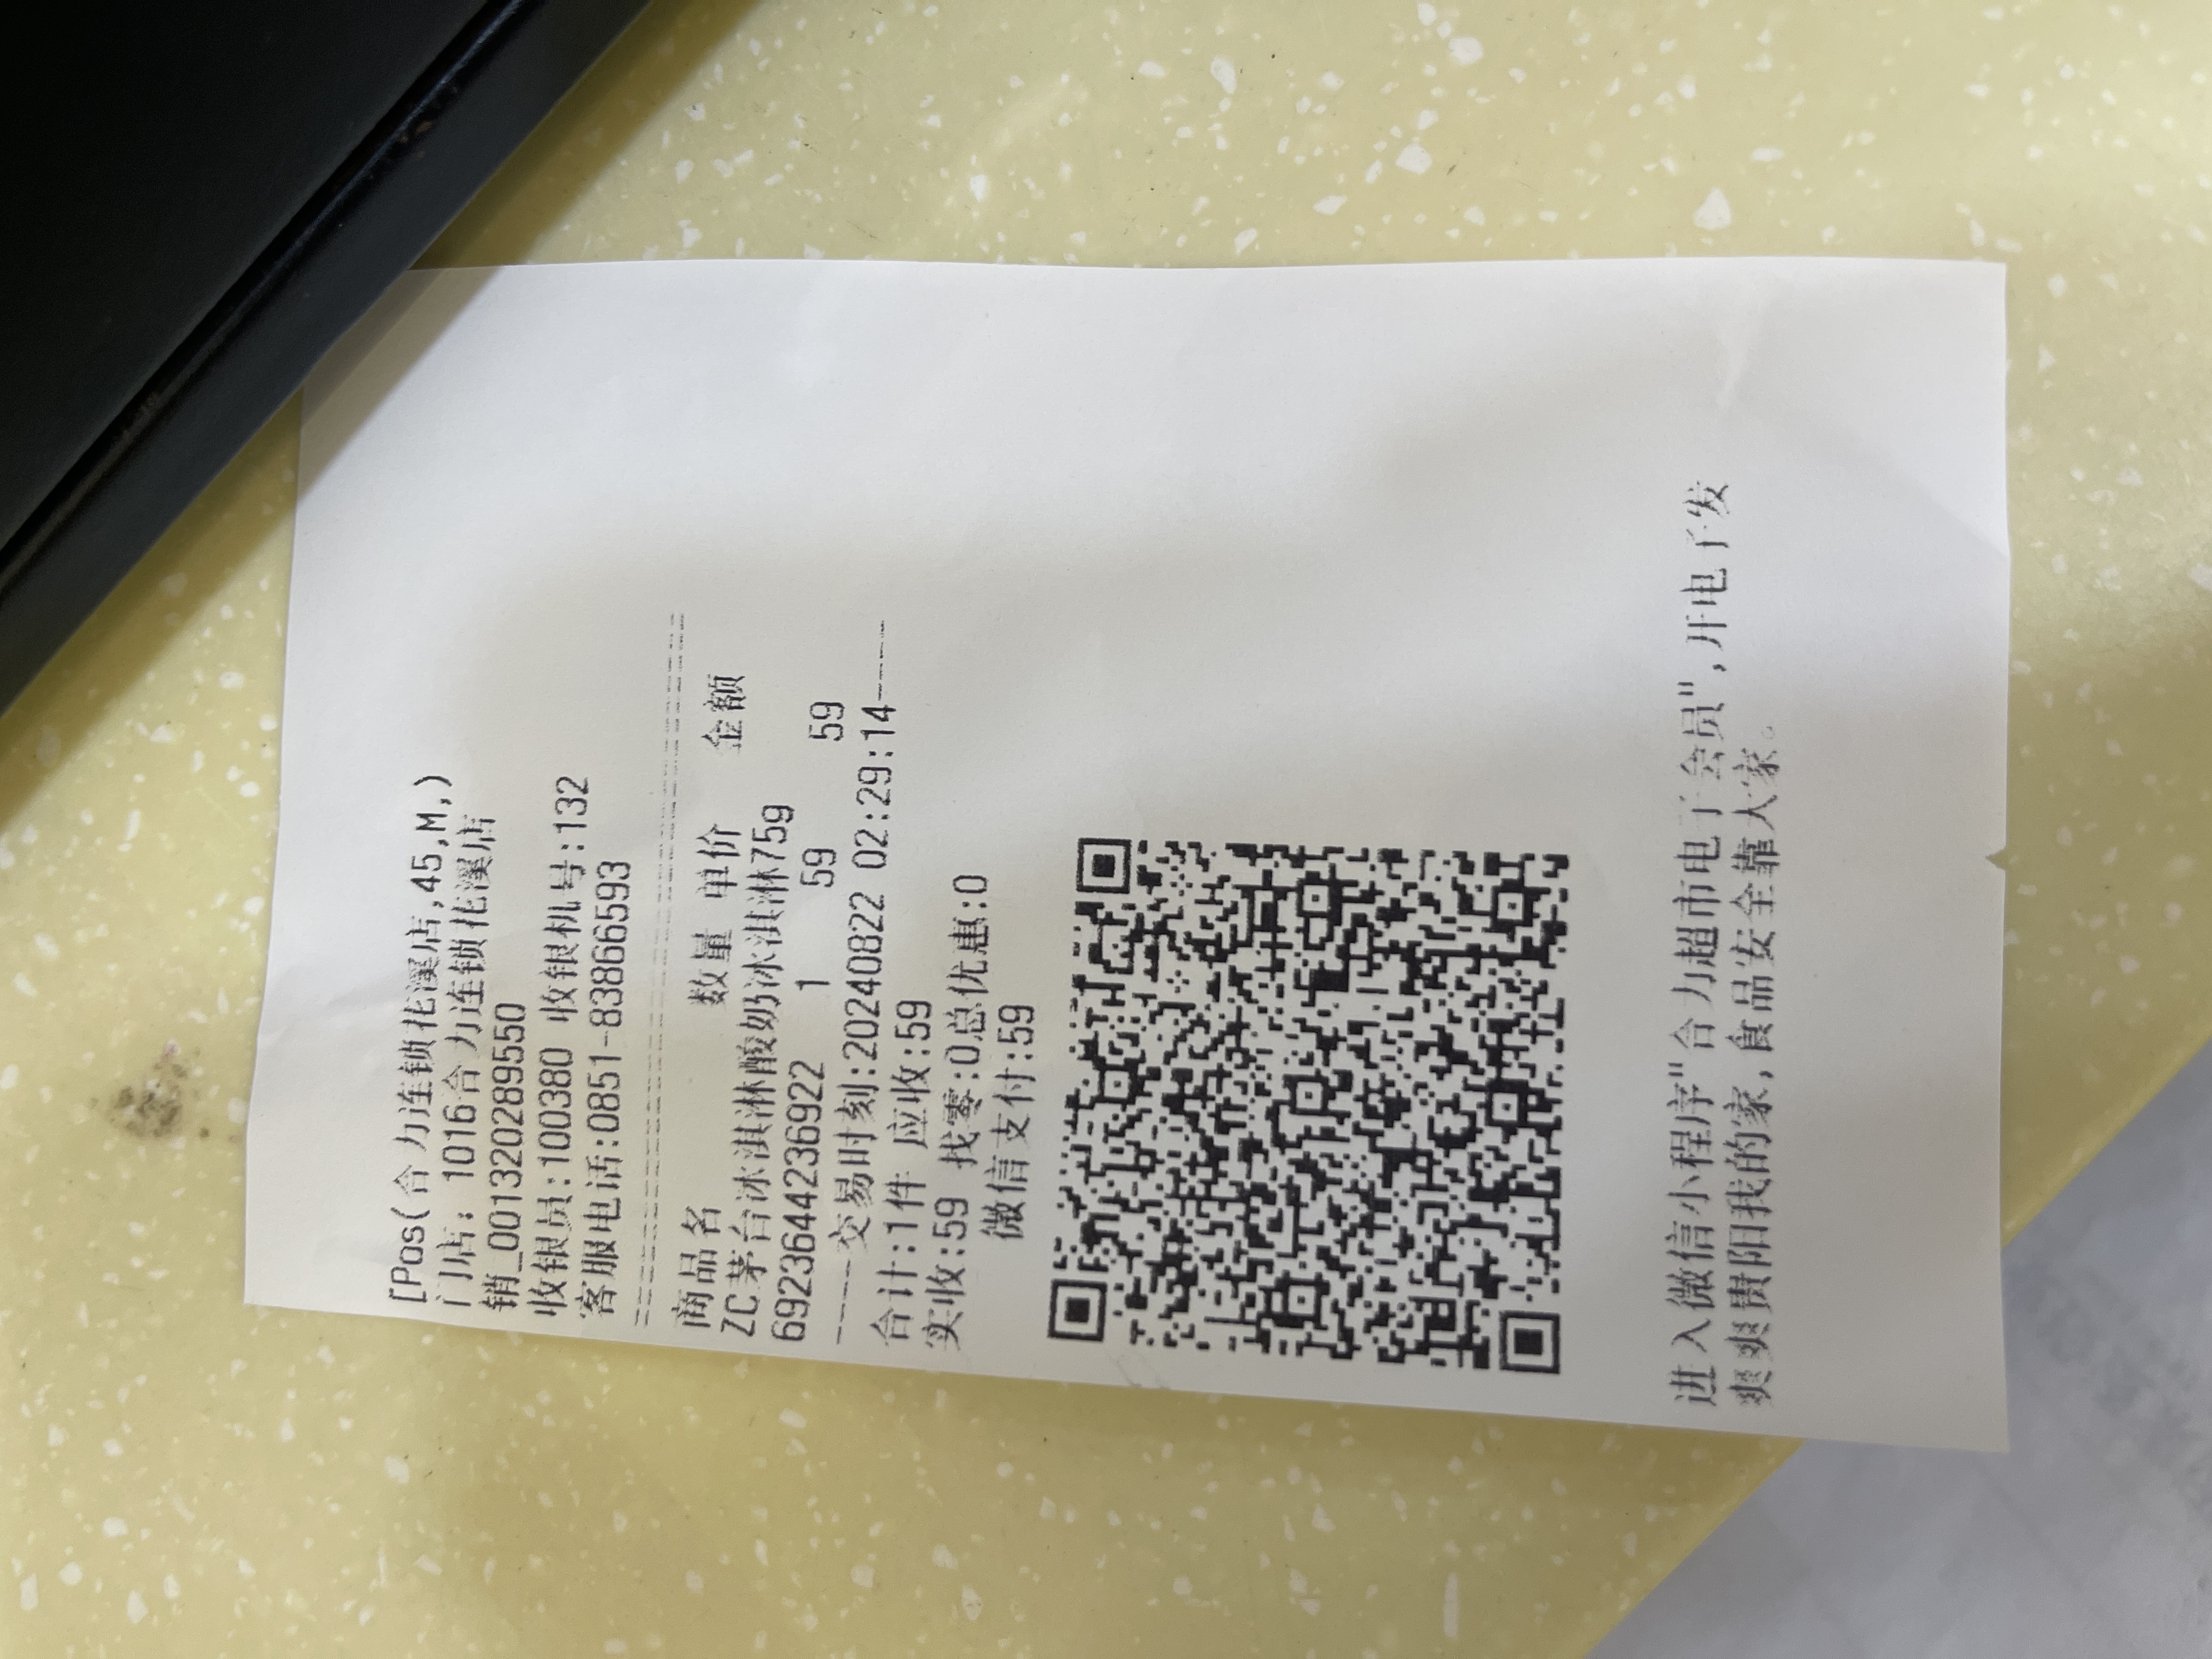 [Pos(合力连锁花溪店,45,M,)
门店: 1016合力连锁花溪店
销_001320289550
收银员:100380 收银机号:132
客服电话:0851-83866593
商品名 数量 单价 金额
ZC茅台冰淇淋酸奶冰淇淋75g
6923644236922 1 59 59
----交易时刻:20240822 02:29:14----
合计:1件 应收:59
实收:59 找零:0总优惠:0
微信支付:59
进入微信小程序"合力超市电子会员",开电子发
爽爽贵阳我的家,食品安全靠大家。